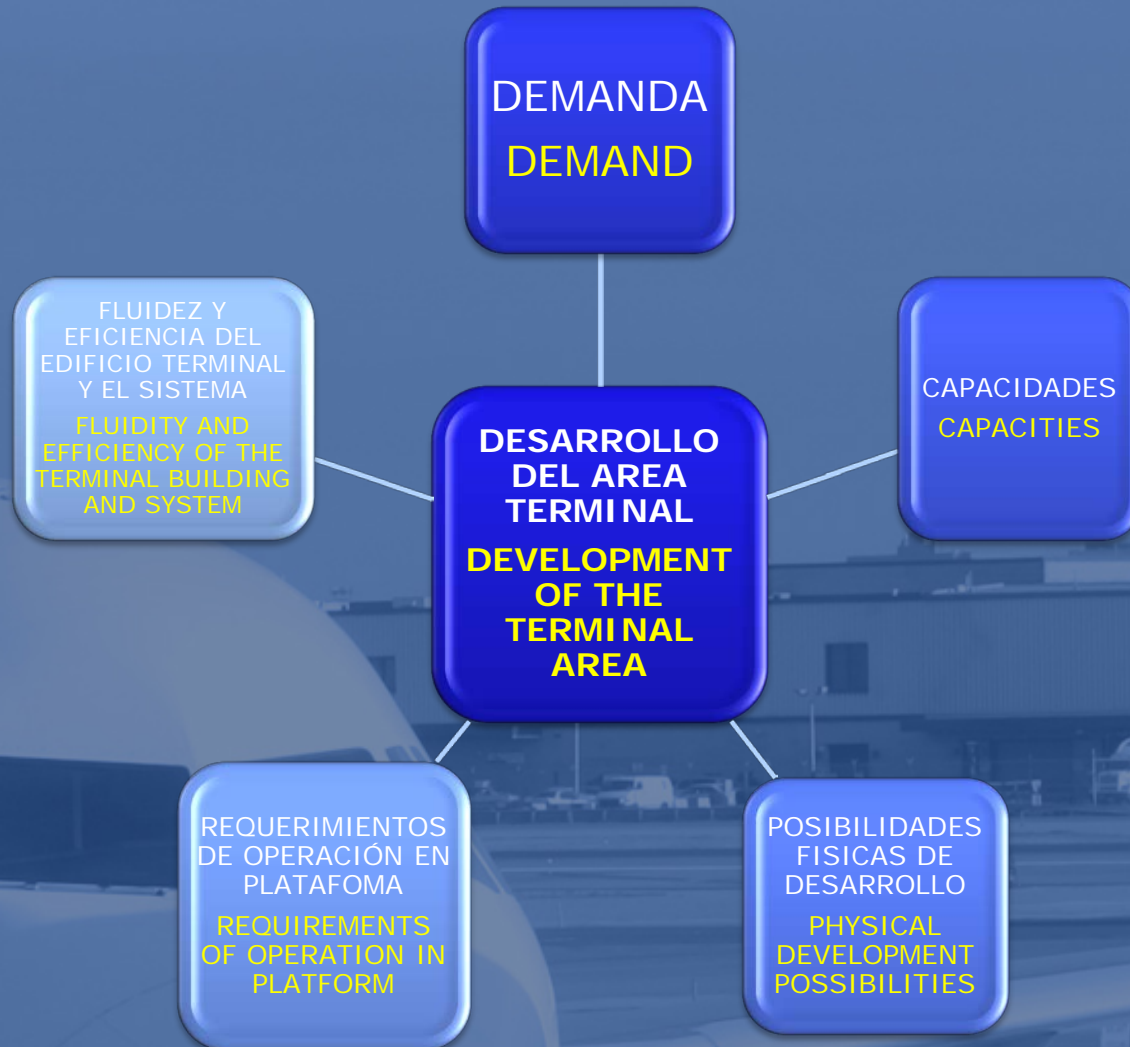 DEMANDA
DEMAND
FLUIDEZ Y
EFICIENCIA DEL
EDIFICIO TERMINAL
Y EL SISTEMA
FLUIDITY AND
EFFICIENCY OF THE
TERMINAL BUILDING
AND SYSTEM
CAPACIDADES
CAPACITIES
DESARROLLO
DEL AREA
TERMINAL
DEVELOPMENT
OF THE
TERMINAL
AREA
REQUERIMIENTOS
DE OPERACIÓN EN
PLATAFOMA
REQUIREMENTS
OF OPERATION IN
PLATFORM
POSIBILIDADES
FISICAS DE
DESARROLLO
PHYSICAL
DEVELOPMENT
POSSIBILITIES